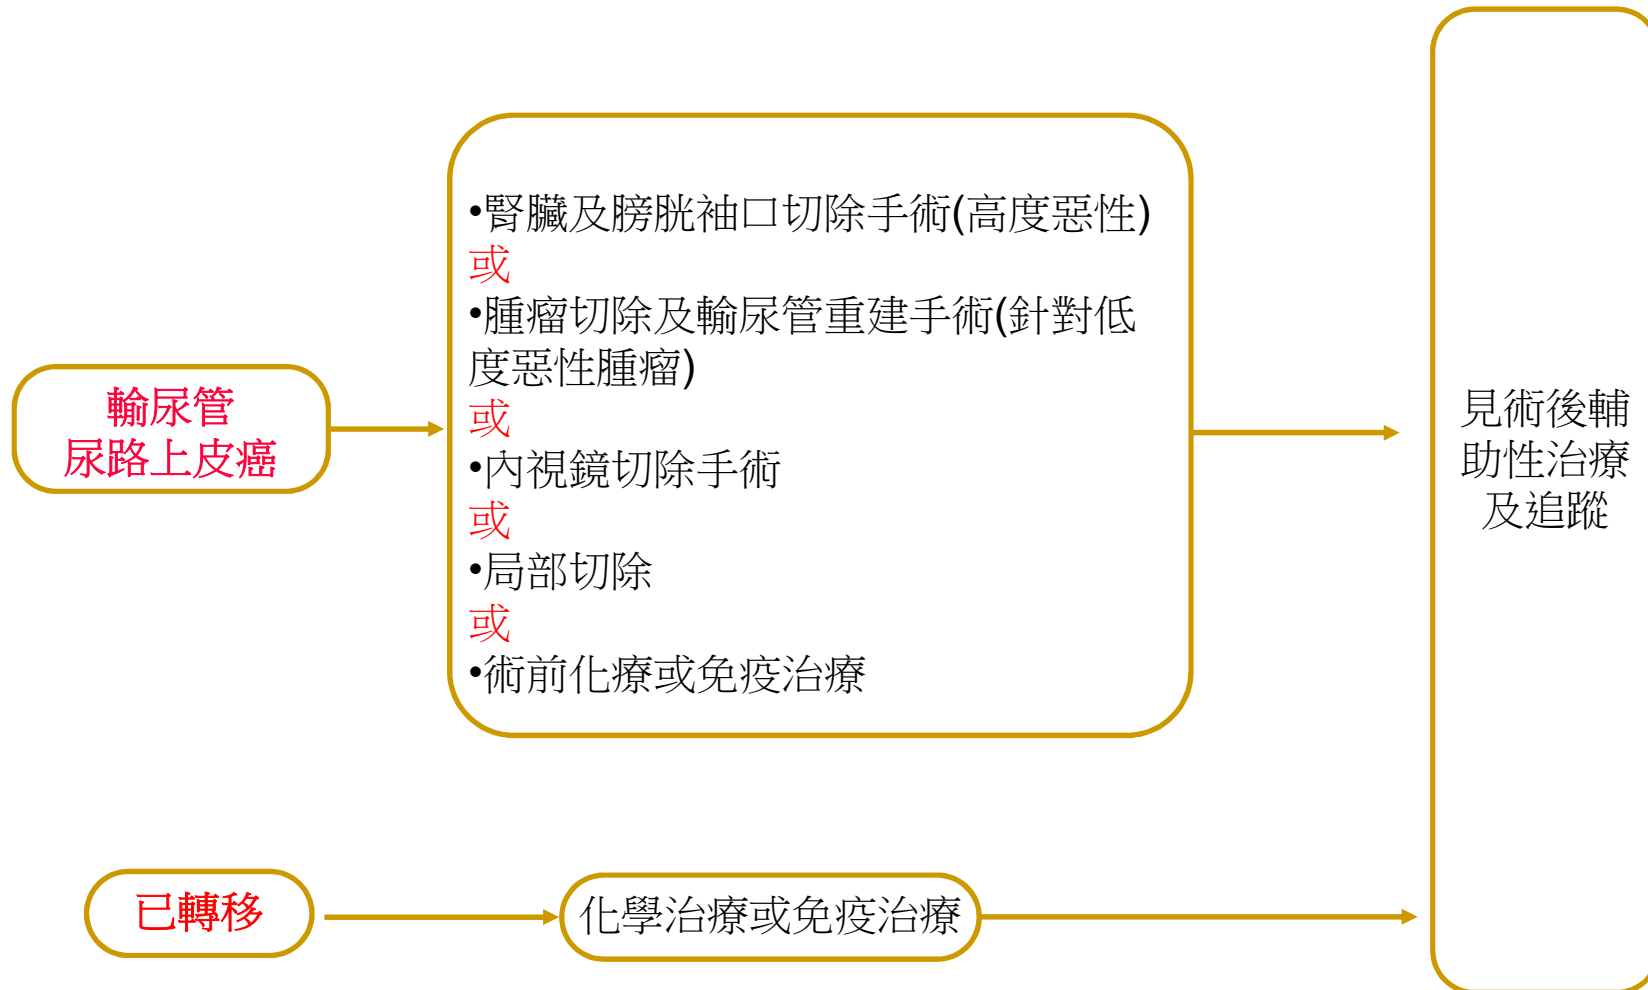 輸尿管
尿路上皮癌
•腎臟及膀胱袖口切除手術(高度惡性)
或
•腫瘤切除及輸尿管重建手術(針對低
度惡性腫瘤)
或
•內視鏡切除手術
或
•局部切除
或
•術前化療或免疫治療
見術後輔
助性治療
及追蹤
已轉移
化學治療或免疫治療